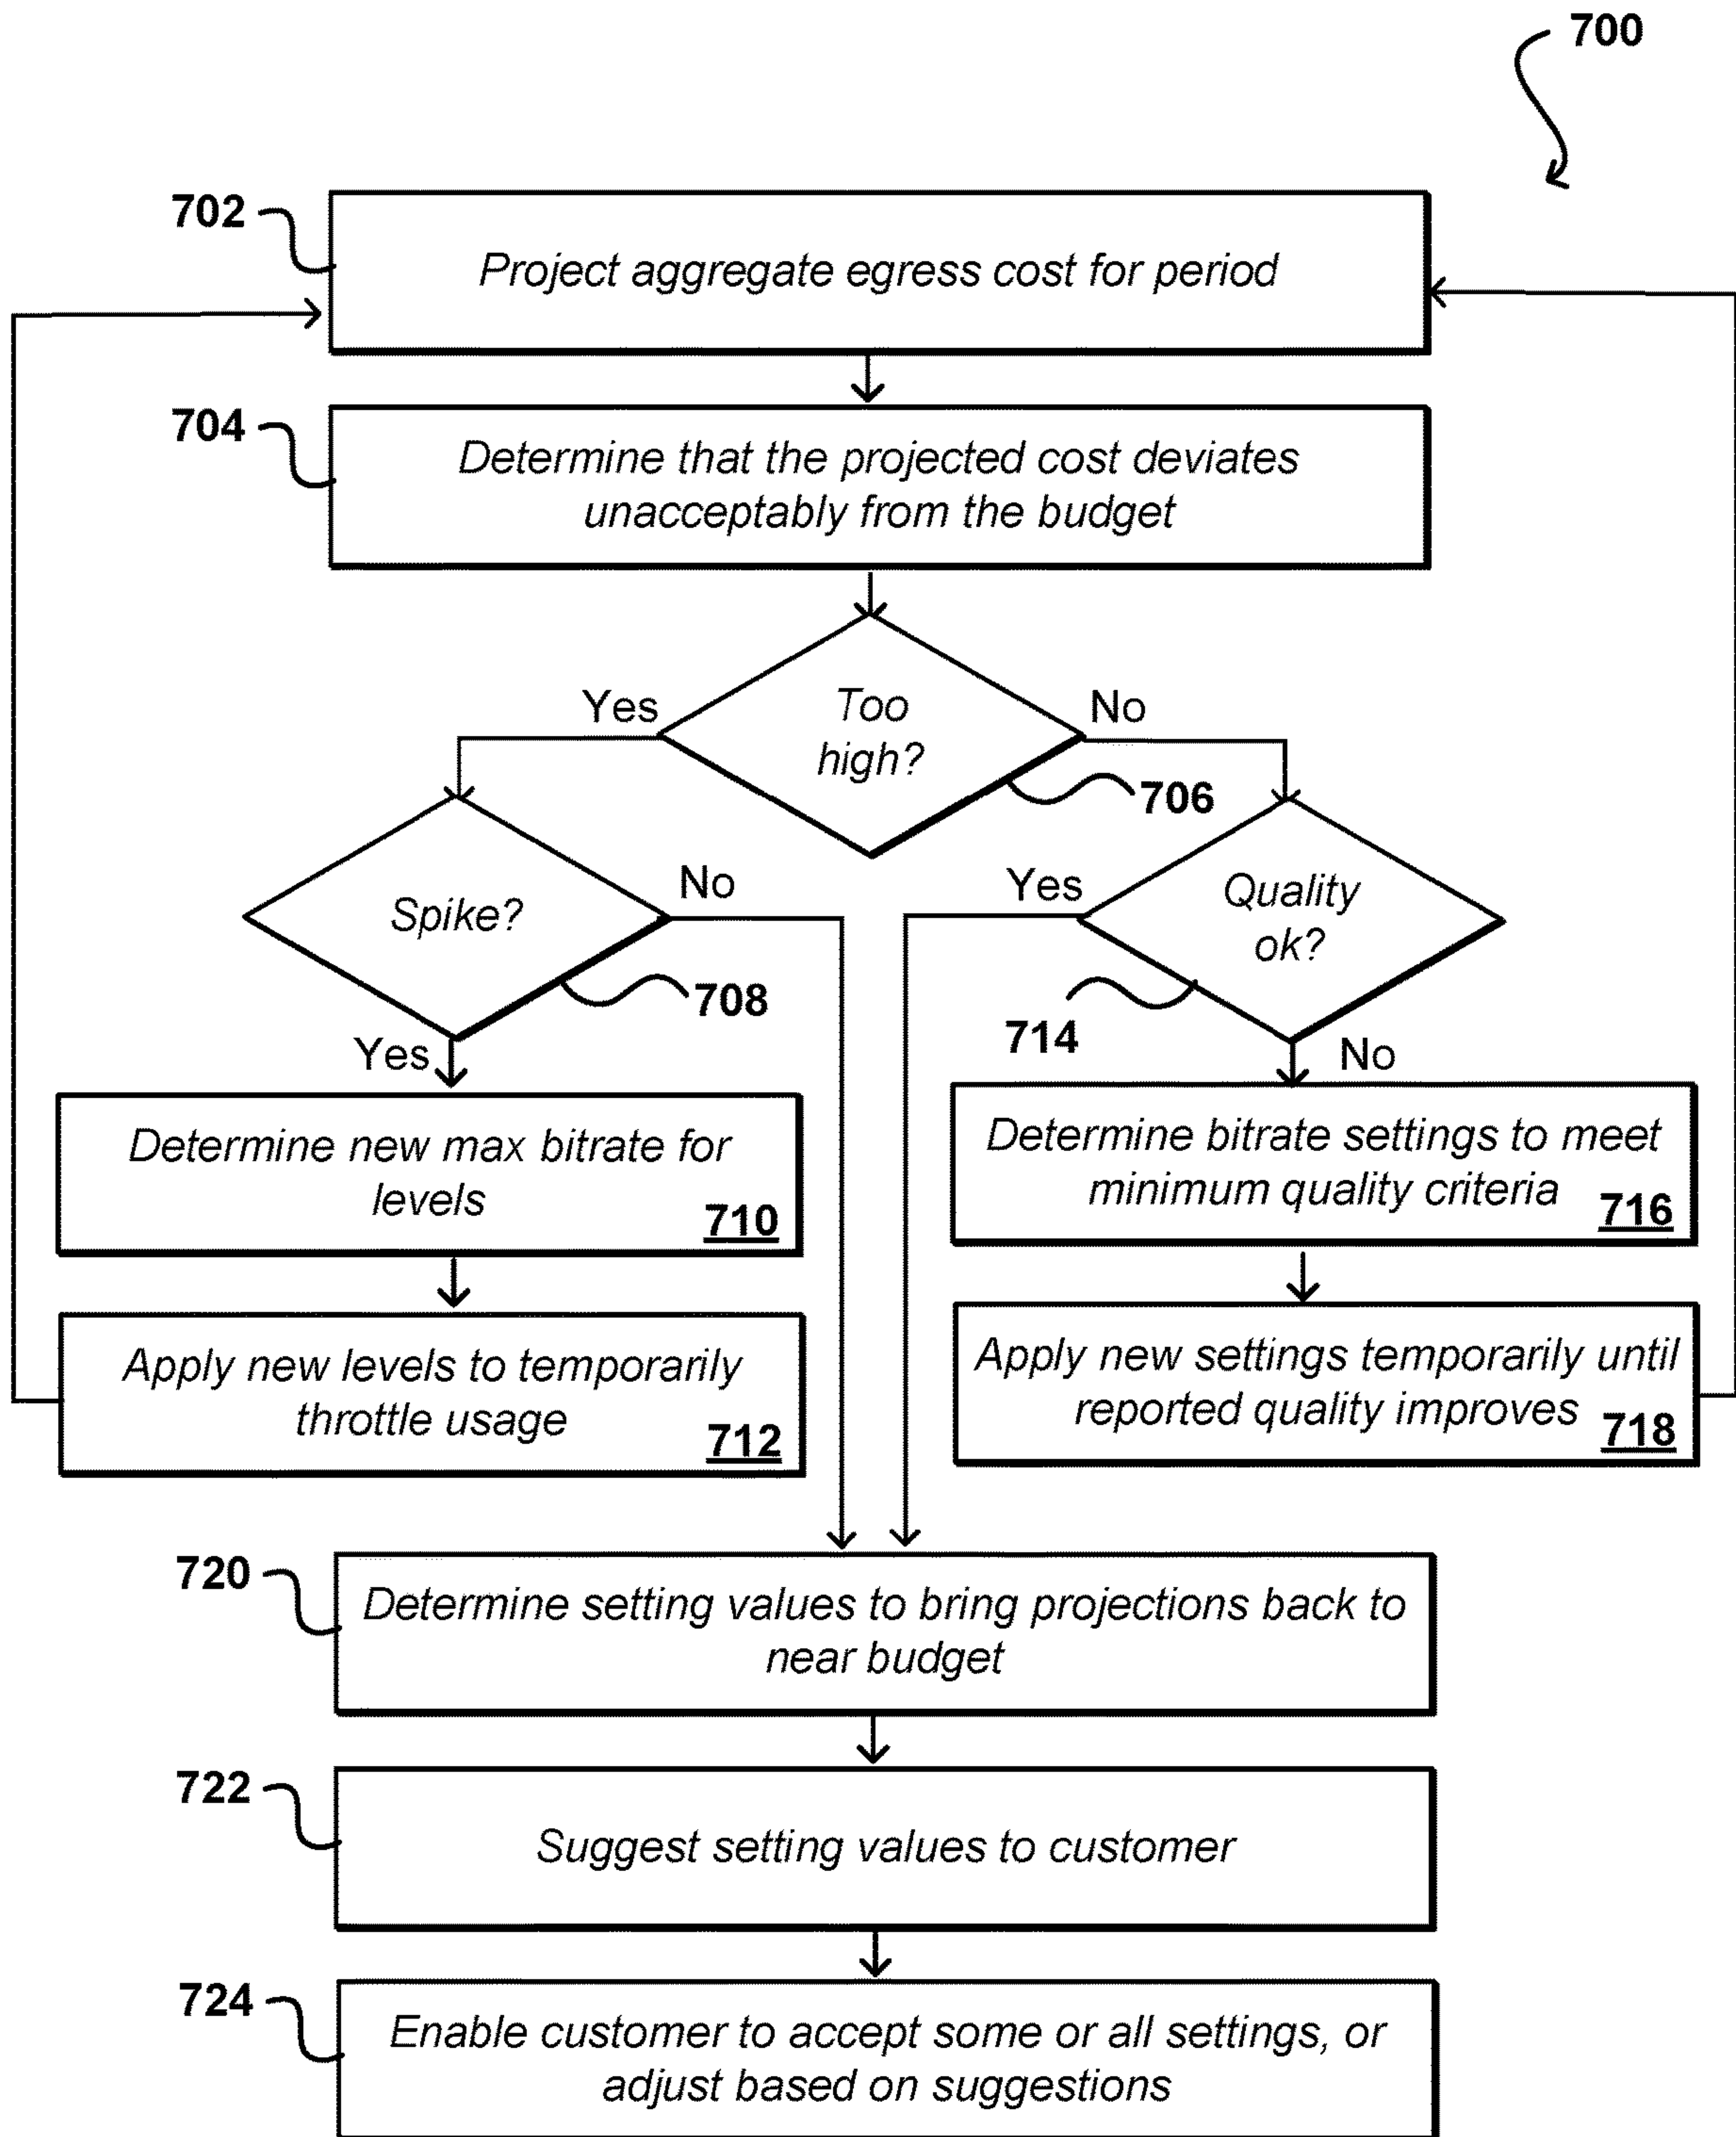 700
702
Project aggregate egress cost for period
704
Determine that the projected cost deviates
unacceptably from the budget
Yes
Too
high?
No
706
Spike?
No
Yes
Quality
ok?
708
714
Yes
No
Determine new max bitrate for
levels
710
Determine bitrate settings to meet
minimum quality criteria
716
Apply new levels to temporarily
throttle usage
712
Apply new settings temporarily until
reported quality improves
718
720
Determine setting values to bring projections back to
near budget
722
Suggest setting values to customer
724
Enable customer to accept some or all settings, or
adjust based on suggestions